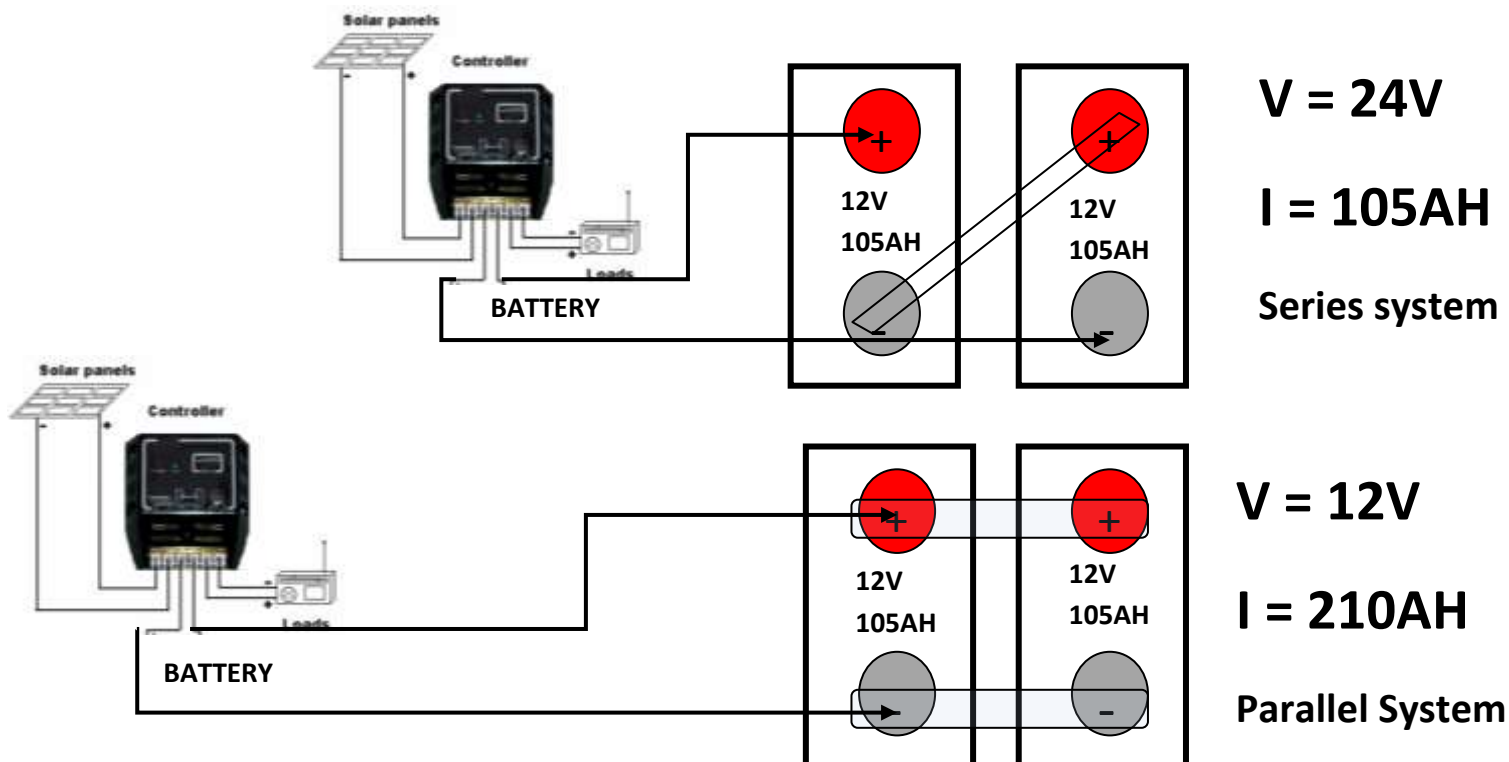 Solar panels
Controller
- +
+ +
V = 24V
12V
105AH
12V
105AH
I = 105AH
Loads
BATTERY
- -
Series system
Solar panels
Controller
- +
+ +
V = 12V
12V
105AH
12V
105AH
I = 210AH
Loads
BATTERY
- -
Parallel System